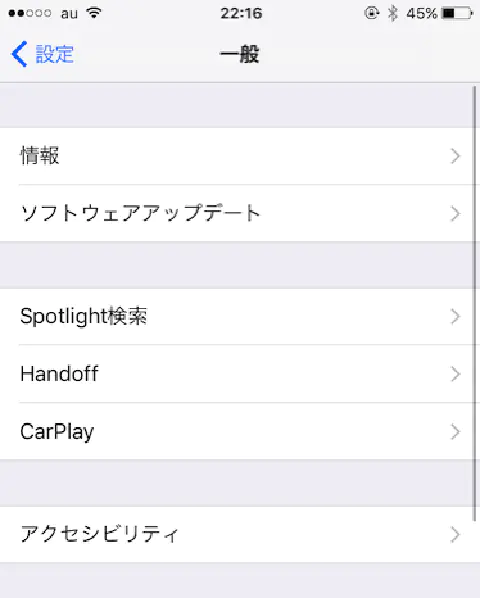 au 22:16 45%
設定 一般
情報
ソフトウェアアップデート
Spotlight検索
Handoff
CarPlay
アクセシビリティ